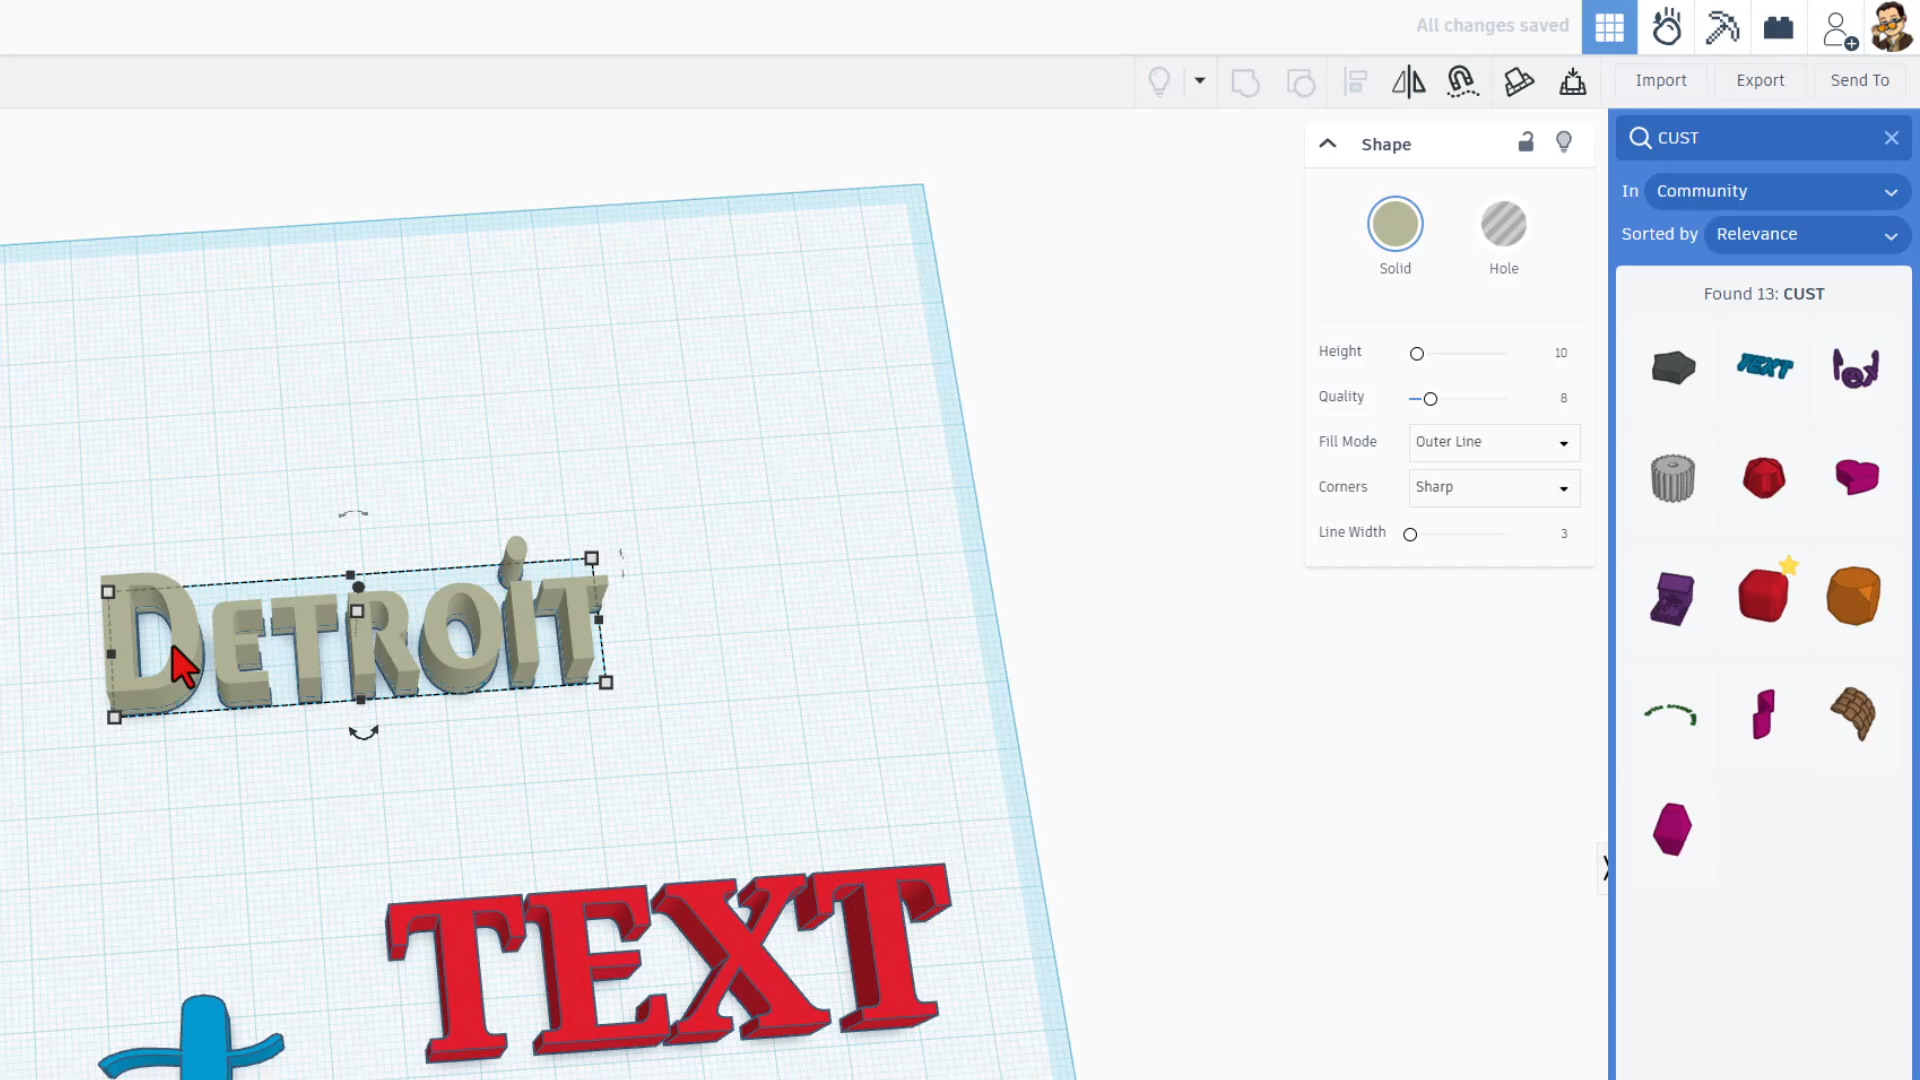 All changes saved
Import
Export
Send To
Shape
CUST
In Community
Sorted by Relevance
Solid
Hole
Found 13: CUST
Height 10
TEXT
Quality 8
Fill Mode Outer Line
Corners Sharp
Line Width 3
DETROiT
TEXT